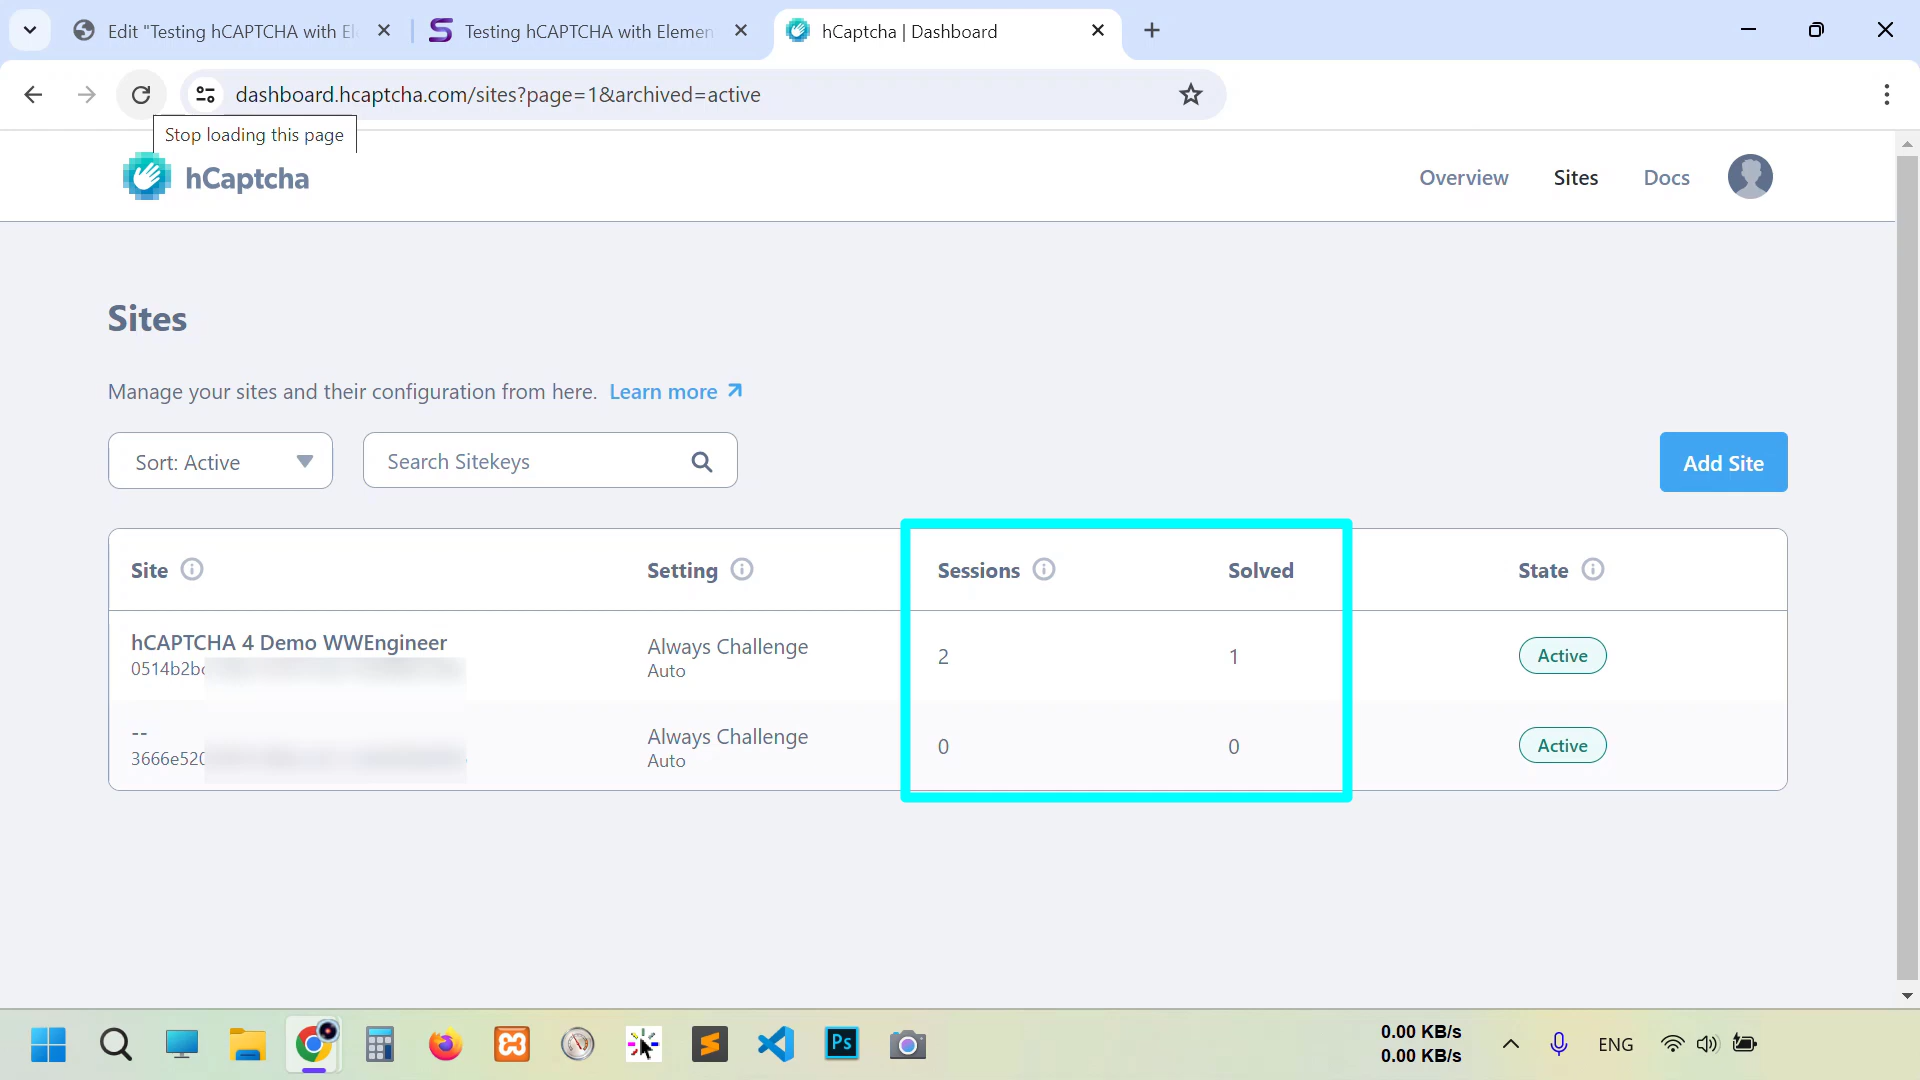 Edit "Testing hCAPTCHA with El
Testing hCAPTCHA with Elemen
hCaptcha | Dashboard
dashboard.hcaptcha.com/sites?page=1&archived=active
Stop loading this page
hCaptcha
Overview
Sites
Docs
Sites
Manage your sites and their configuration from here. Learn more
Sort: Active
Search Sitekeys
Add Site
Site
Setting
Sessions
Solved
State
hCAPTCHA 4 Demo WWEngineer
0514b2b
Always Challenge
Auto
2
1
Active
--
3666e520
Always Challenge
Auto
0
0
Active
Ps
0.00 KB/s
0.00 KB/s
ENG